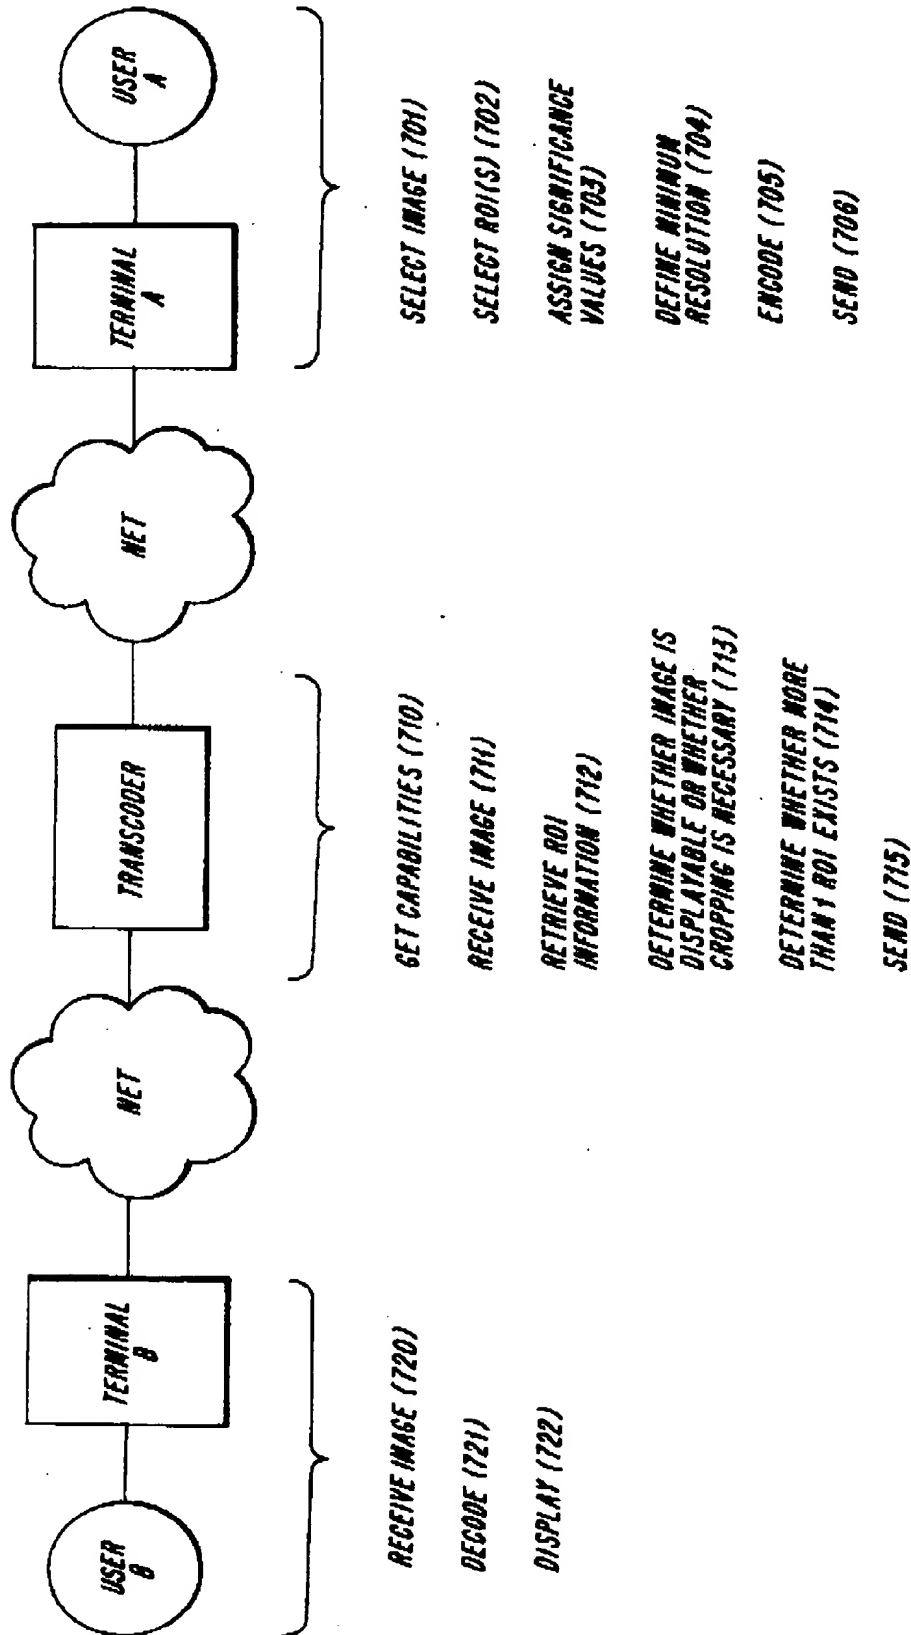 USER
B
TERMINAL
B
NET
TRANSCODER
NET
TERMINAL
A
USER
A
RECEIVE IMAGE (720)
DECODE (721)
DISPLAY (722)
GET CAPABILITIES (710)
RECEIVE IMAGE (711)
RETRIEVE ROI
INFORMATION (712)
DETERMINE WHETHER IMAGE IS
DISPLAYABLE OR WHETHER
CROPPING IS NECESSARY (713)
DETERMINE WHETHER MORE
THAN 1 ROI EXISTS (714)
SEND (715)
SELECT IMAGE (701)
SELECT ROI(S) (702)
ASSIGN SIGNIFICANCE
VALUES (703)
DEFINE MINIMUM
RESOLUTION (704)
ENCODE (705)
SEND (706)